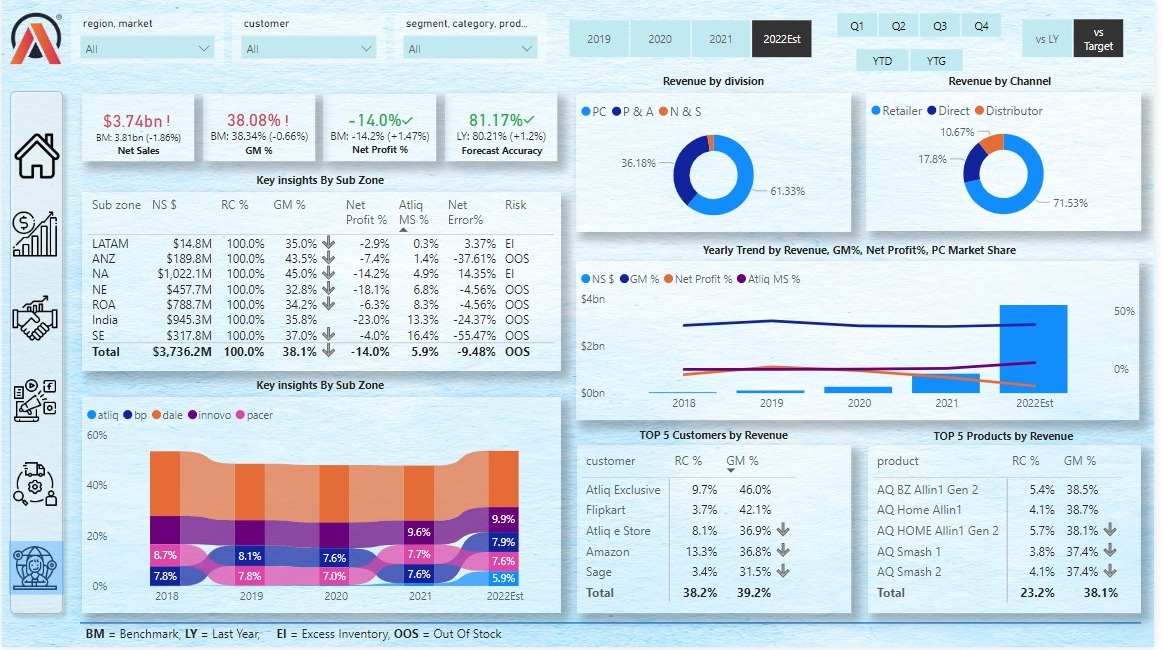 region, market
customer
segment, category, prod...
All
All
All
2019 2020 2021 2022Est
Q1 Q2 Q3 Q4
YTD YTG
vs LY
vs Target
$3.74bn !
BM: 3.81bn (-1.86%)
Net Sales
38.08% !
BM: 38.34% (-0.66%)
GM %
-14.0%✓
BM: -14.2% (+1.47%)
Net Profit %
81.17%✓
LY: 80.21% (+1.2%)
Forecast Accuracy
Revenue by division
PC P & A N & S
36.18%
61.33%
Revenue by Channel
Retailer Direct Distributor
10.67%
17.8%
71.53%
Key insights By Sub Zone
Sub zone NS $ RC % GM % Net Profit % Atliq MS % Net Error% Risk
LATAM $14.8M 100.0% 35.0% -2.9% 0.3% 3.37% EI
ANZ $189.8M 100.0% 43.5% -7.4% 1.4% -37.61% OOS
NA $1,022.1M 100.0% 45.0% -14.2% 4.9% 14.35% EI
NE $457.7M 100.0% 32.8% -18.1% 6.8% -4.56% OOS
ROA $788.7M 100.0% 34.2% -6.3% 8.3% -4.56% OOS
India $945.3M 100.0% 35.8% -23.0% 13.3% -24.37% OOS
SE $317.8M 100.0% 37.0% -4.0% 16.4% -55.47% OOS
Total $3,736.2M 100.0% 38.1% -14.0% 5.9% -9.48% OOS
Yearly Trend by Revenue, GM%, Net Profit%, PC Market Share
NS $ GM % Net Profit % Atliq MS %
$4bn
$2bn
$0bn
50%
0%
2018 2019 2020 2021 2022Est
Key insights By Sub Zone
atliq bp dale innovo pacer
60%
40%
20%
0%
8.7%
7.8%
8.1%
7.8%
7.6%
7.0%
9.6%
7.7%
7.6%
9.9%
7.9%
7.6%
5.9%
2018 2019 2020 2021 2022Est
TOP 5 Customers by Revenue
customer RC % GM %
Atliq Exclusive 9.7% 46.0%
Flipkart 3.7% 42.1%
Atliq e Store 8.1% 36.9%
Amazon 13.3% 36.8%
Sage 3.4% 31.5%
Total 38.2% 39.2%
TOP 5 Products by Revenue
product RC % GM %
AQ BZ Allin1 Gen 2 5.4% 38.5%
AQ Home Allin1 4.1% 38.7%
AQ HOME Allin1 Gen 2 5.7% 38.1%
AQ Smash 1 3.8% 37.4%
AQ Smash 2 4.1% 37.4%
Total 23.2% 38.1%
BM = Benchmark, LY = Last Year, EI = Excess Inventory, OOS = Out Of Stock